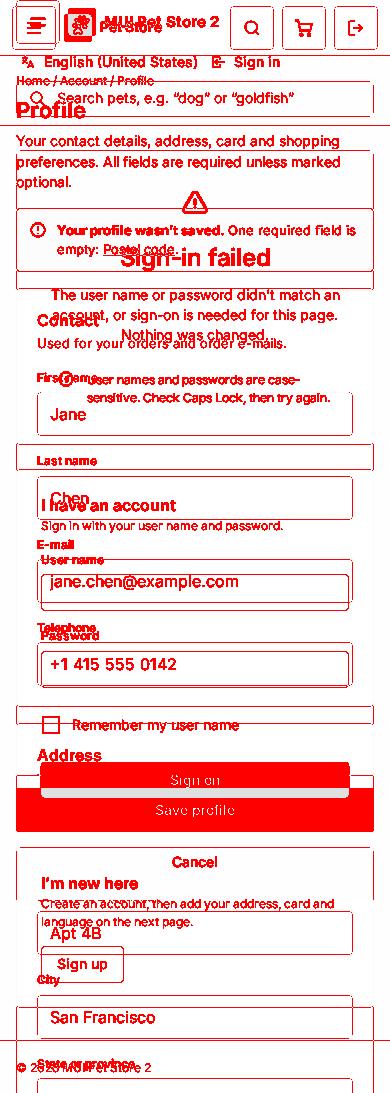 MUI Pet Store 2
Pet Store
English (United States) Sign in
Home / Account / Profile
Search pets, e.g. “dog” or “goldfish”
Profile
Your contact details, address, card and shopping
preferences. All fields are required unless marked
optional.
Your profile wasn’t saved. One required field is
empty: Postal code.
Sign-in failed
The user name or password didn’t match an
account, or sign-on is needed for this page.
Nothing was changed.
Contact
Used for your orders and order e-mails.
First name
User names and passwords are case-
sensitive. Check Caps Lock, then try again.
Jane
Last name
Chen
I have an account
Sign in with your user name and password.
E-mail
User name
jane.chen@example.com
Telephone
Password
+1 415 555 0142
Remember my user name
Address
Sign on
Save profile
Cancel
I’m new here
Create an account, then add your address, card and
language on the next page.
Apt 4B
Sign up
City
San Francisco
State or province
© 2026 MUI Pet Store 2